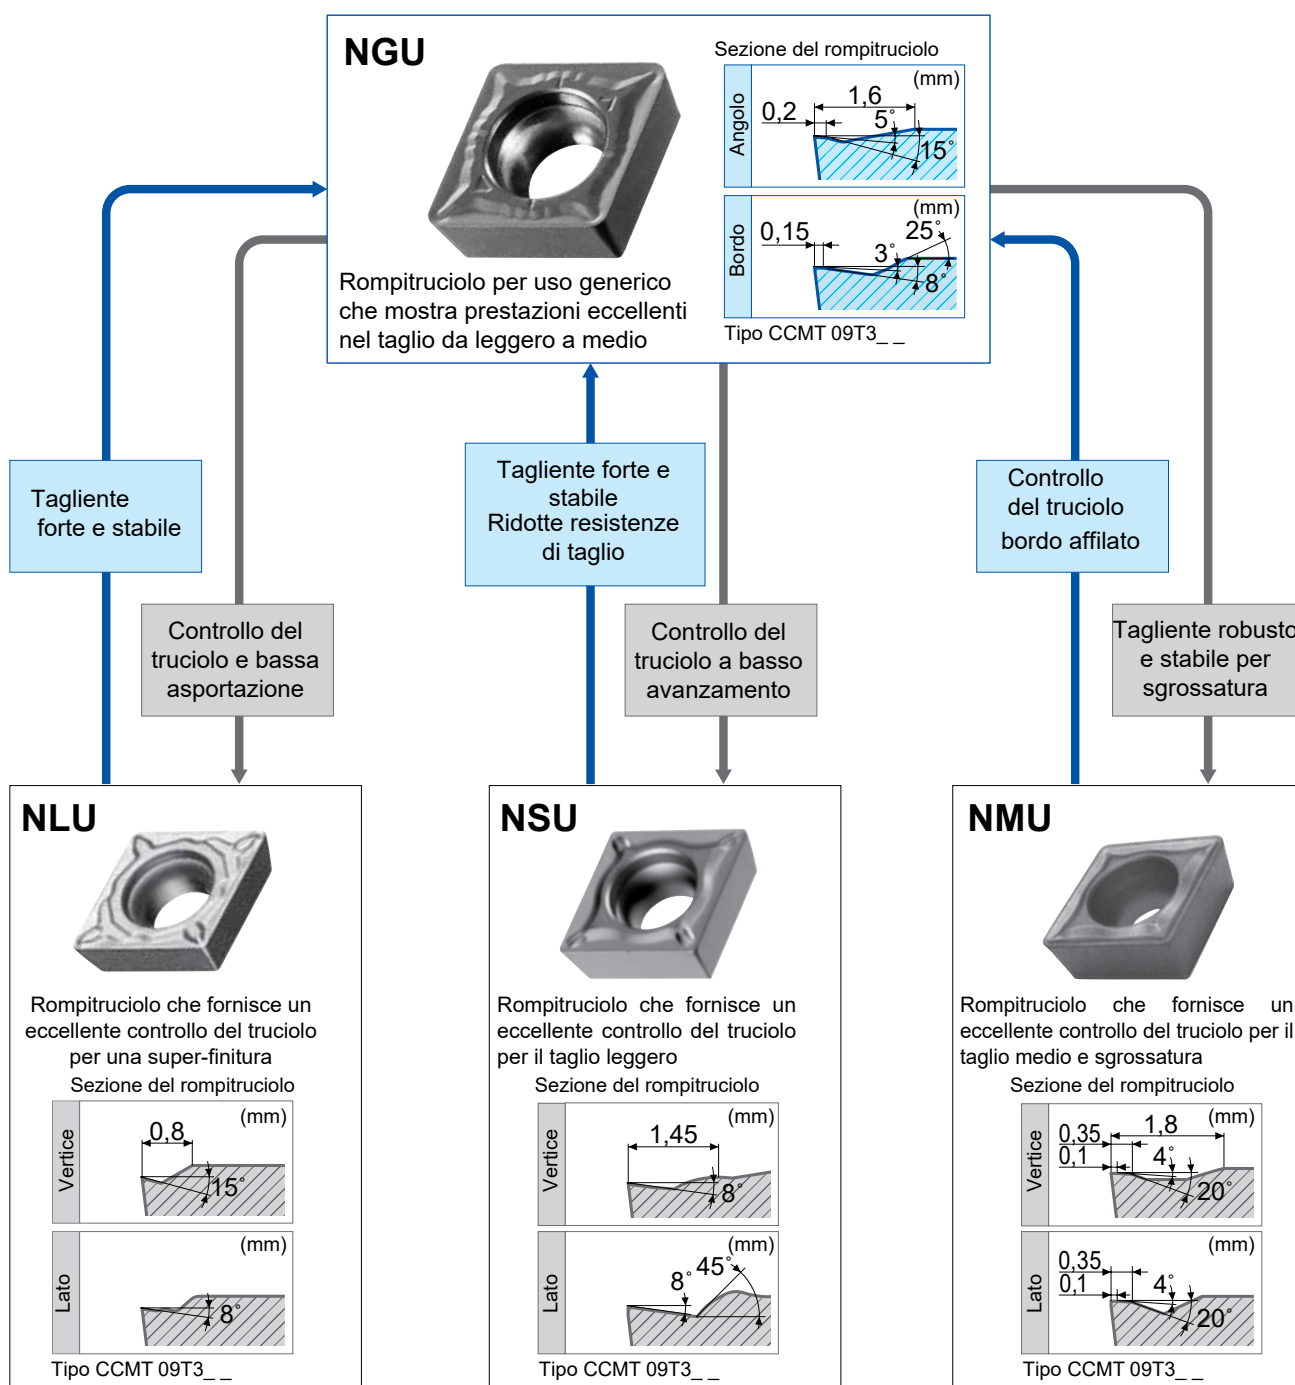 NGU
Rompitruciolo per uso generico
che mostra prestazioni eccellenti
nel taglio da leggero a medio
Sezione del rompitruciolo
Angolo
(mm)
0,2
1,6
5°
15°
Bordo
(mm)
0,15
25°
3°
8°
Tipo CCMT 09T3_ _
Tagliente
forte e stabile
Tagliente forte e
stabile
Ridotte resistenze
di taglio
Controllo
del truciolo
bordo affilato
Controllo del
truciolo e bassa
asportazione
Controllo del
truciolo a basso
avanzamento
Tagliente robusto
e stabile per
sgrossatura
NLU
Rompitruciolo che fornisce un
eccellente controllo del truciolo
per una super-finitura
Sezione del rompitruciolo
Vertice
(mm)
0,8
15°
Lato
(mm)
8°
Tipo CCMT 09T3_ _
NSU
Rompitruciolo che fornisce un
eccellente controllo del truciolo
per il taglio leggero
Sezione del rompitruciolo
Vertice
(mm)
1,45
8°
Lato
(mm)
8°
45°
Tipo CCMT 09T3_ _
NMU
Rompitruciolo che fornisce un
eccellente controllo del truciolo per il
taglio medio e sgrossatura
Sezione del rompitruciolo
Vertice
(mm)
0,35
1,8
0,1
4°
20°
Lato
(mm)
0,35
0,1
4°
20°
Tipo CCMT 09T3_ _